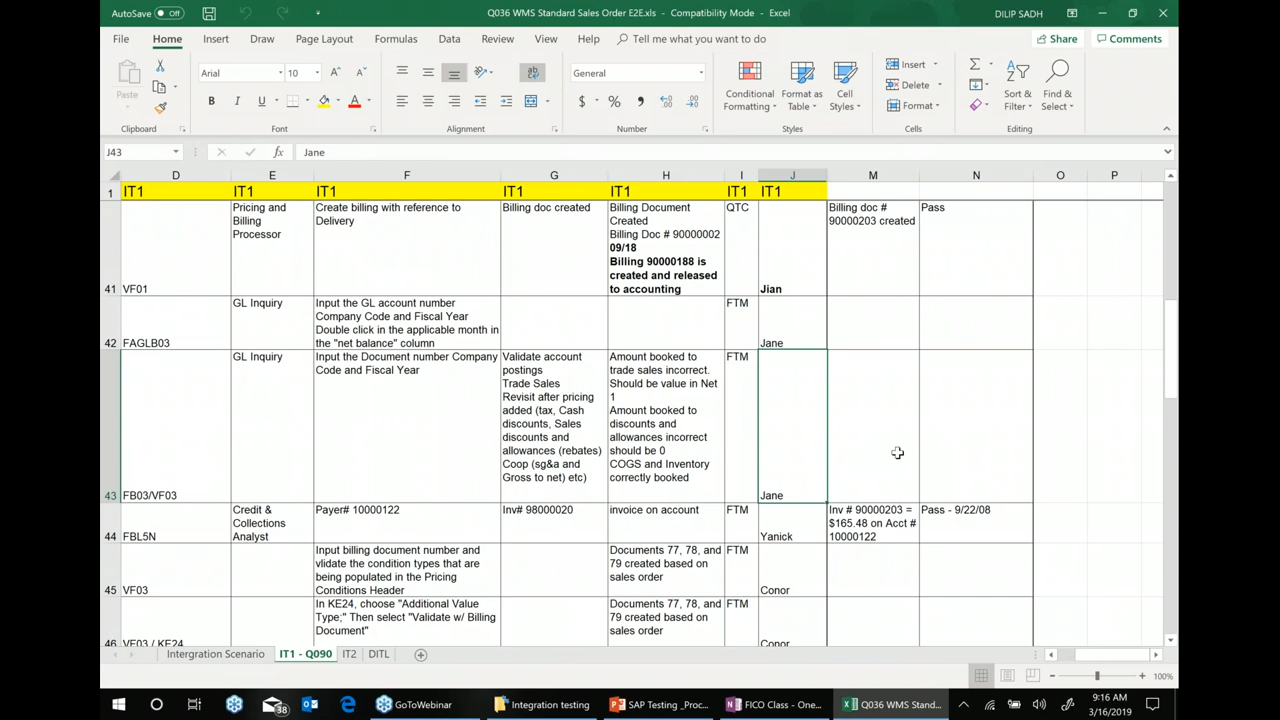 AutoSave Off
Q036 WMS Standard Sales Order E2E.xls - Compatibility Mode - Excel
DILIP SADH
File Home Insert Draw Page Layout Formulas Data Review View Help Tell me what you want to do
Share Comments
Paste
Arial 10
General
Conditional Formatting
Format as Table
Cell Styles
Insert
Delete
Format
Sort & Filter
Find & Select
Clipboard Font Alignment Number Styles Cells Editing
J43
Jane
D E F G H I J M N O P
1 IT1 IT1 IT1 IT1 IT1 IT1 IT1
41
VF01
Pricing and
Billing
Processor
Create billing with reference to
Delivery
Billing doc created
Billing Document
Created
Billing Doc # 90000002
09/18
Billing 90000188 is
created and released
to accounting
QTC
Jian
Billing doc #
90000203 created
Pass
42
FAGLB03
GL Inquiry
Input the GL account number
Company Code and Fiscal Year
Double click in the applicable month in
the "net balance" column
FTM
Jane
43
FB03/VF03
GL Inquiry
Input the Document number Company
Code and Fiscal Year
Validate account
postings
Trade Sales
Revisit after pricing
added (tax, Cash
discounts, Sales
discounts and
allowances (rebates)
Coop (sg&a and
Gross to net) etc)
Amount booked to
trade sales incorrect.
Should be value in Net
1
Amount booked to
discounts and
allowances incorrect
should be 0
COGS and Inventory
correctly booked
FTM
Jane
44
FBL5N
Credit &
Collections
Analyst
Payer# 10000122
Inv# 98000020
invoice on account
FTM
Yanick
Inv # 90000203 =
$165.48 on Acct #
10000122
Pass - 9/22/08
45
VF03
Input billing document number and
vlidate the condition types that are
being populated in the Pricing
Conditions Header
Documents 77, 78, and
79 created based on
sales order
FTM
Conor
46
VF03 / KE24
In KE24, choose "Additional Value
Type;" Then select "Validate w/ Billing
Document"
Documents 77, 78, and
79 created based on
sales order
FTM
Conor
Intergration Scenario IT1 - Q090 IT2 DITL
100%
38
GoToWebinar
Integration testing
SAP Testing _Proc...
FICO Class - One...
Q036 WMS Stand...
9:16 AM
3/16/2019